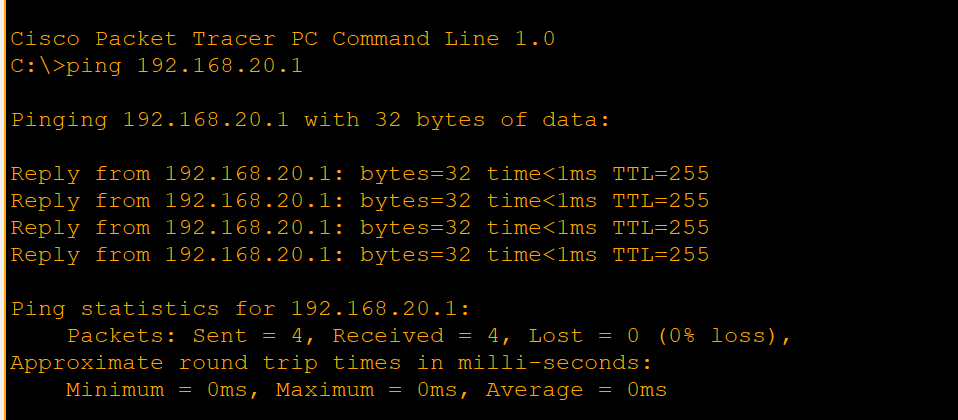 Cisco Packet Tracer PC Command Line 1.0
C:\>ping 192.168.20.1
Pinging 192.168.20.1 with 32 bytes of data:
Reply from 192.168.20.1: bytes=32 time<1ms TTL=255
Reply from 192.168.20.1: bytes=32 time<1ms TTL=255
Reply from 192.168.20.1: bytes=32 time<1ms TTL=255
Reply from 192.168.20.1: bytes=32 time<1ms TTL=255
Ping statistics for 192.168.20.1:
Packets: Sent = 4, Received = 4, Lost = 0 (0% loss),
Approximate round trip times in milli-seconds:
Minimum = 0ms, Maximum = 0ms, Average = 0ms